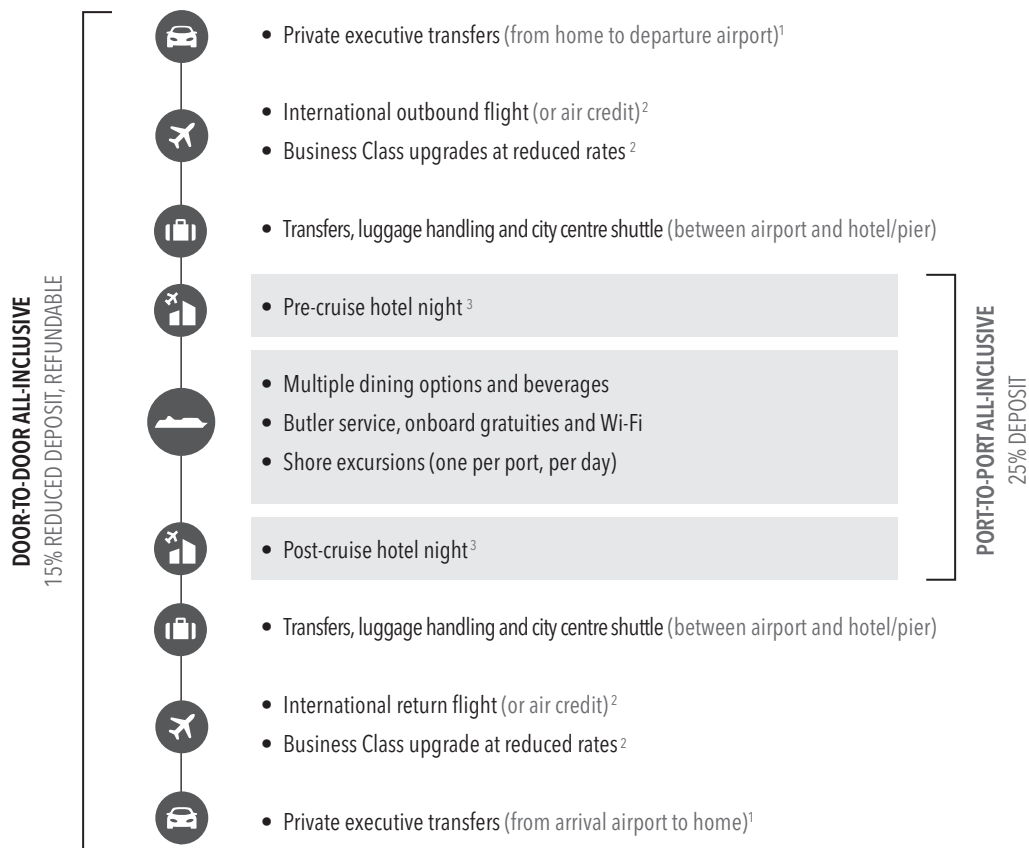 • Private executive transfers (from home to departure airport)¹
• International outbound flight (or air credit)²
• Business Class upgrades at reduced rates ²
• Transfers, luggage handling and city centre shuttle (between airport and hotel/pier)
DOOR-TO-DOOR ALL-INCLUSIVE
15% REDUCED DEPOSIT, REFUNDABLE
• Pre-cruise hotel night ³
• Multiple dining options and beverages
• Butler service, onboard gratuities and Wi-Fi
• Shore excursions (one per port, per day)
• Post-cruise hotel night ³
PORT-TO-PORT ALL-INCLUSIVE
25% DEPOSIT
• Transfers, luggage handling and city centre shuttle (between airport and hotel/pier)
• International return flight (or air credit)²
• Business Class upgrade at reduced rates ²
• Private executive transfers (from arrival airport to home)¹